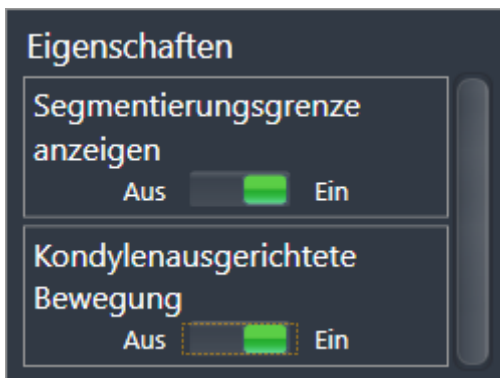 Eigenschaften
Segmentierungsgrenze
anzeigen
Aus Ein
Kondylenausgerichtete
Bewegung
Aus Ein